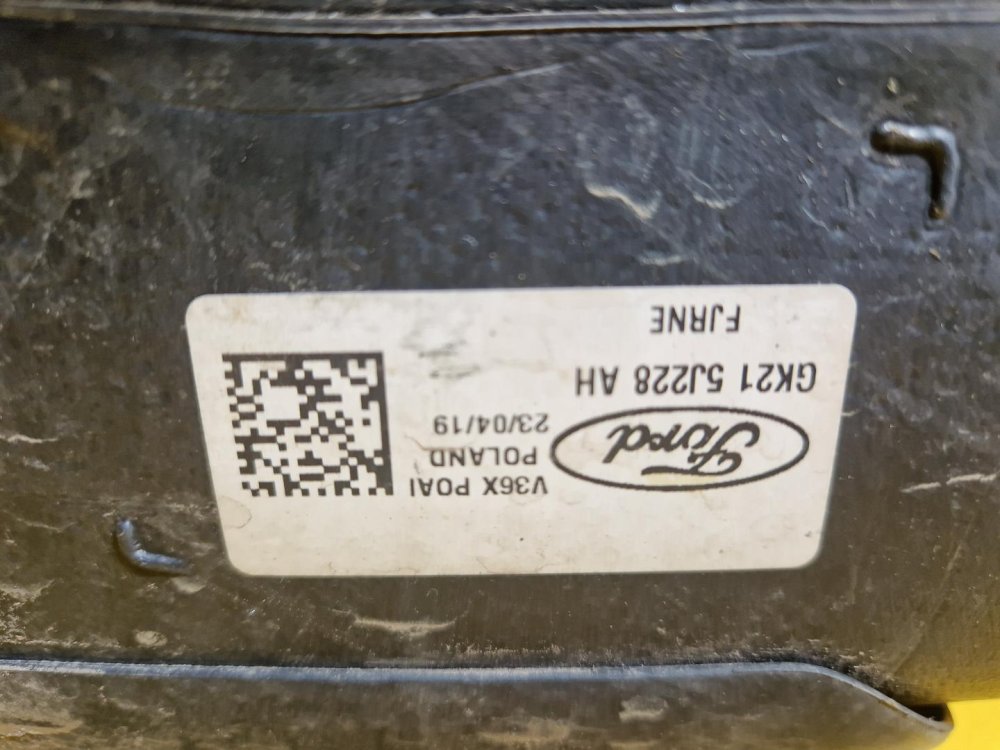 V36X POAI
POLAND
23/04/19
Ford
GK21 5J228 AH
FJRNE